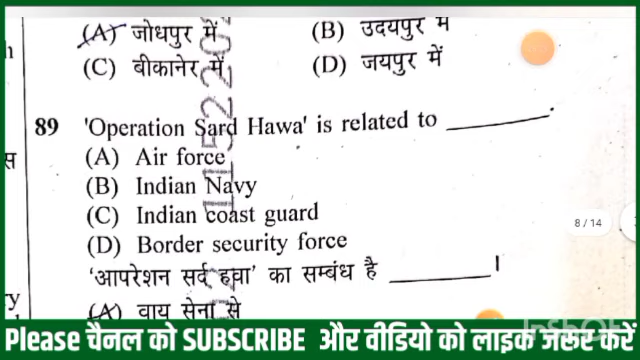 (A) जोधपुर में (B) उदयपुर में
(C) बीकानेर में (D) जयपुर में
89 'Operation Sard Hawa' is related to ________.
(A) Air force
(B) Indian Navy
(C) Indian coast guard
(D) Border security force
'आपरेशन सर्द हवा' का सम्बंध है ________।
(A) वायु सेना से
8/14
Please चैनल को SUBSCRIBE और वीडियो को लाइक जरूर करें